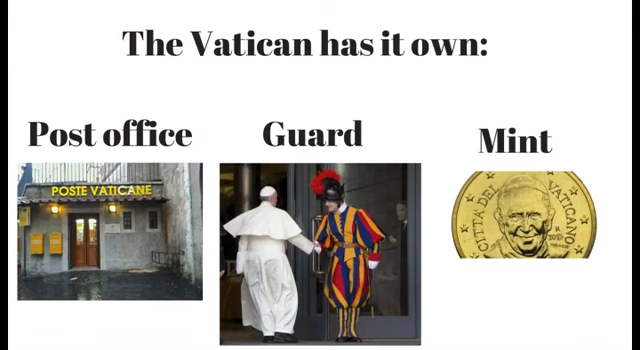 The Vatican has it own:
Post office
Guard
Mint
POSTE VATICANE
CITTA' DEL VATICANO
R